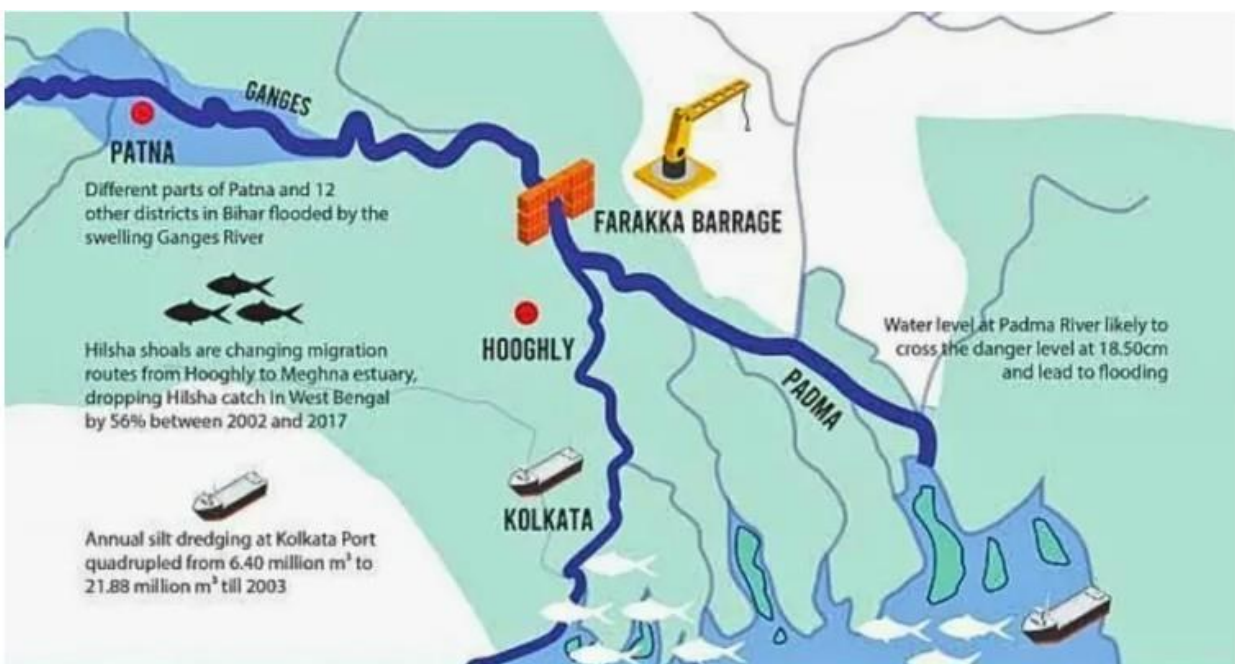 GANGES
PATNA
Different parts of Patna and 12
other districts in Bihar flooded by the
swelling Ganges River
FARAKKA BARRAGE
Hilsha shoals are changing migration
routes from Hooghly to Meghna estuary,
dropping Hilsha catch in West Bengal
by 56% between 2002 and 2017
HOOGHLY
Water level at Padma River likely to
cross the danger level at 18.50cm
and lead to flooding
PADMA
KOLKATA
Annual silt dredging at Kolkata Port
quadrupled from 6.40 million m³ to
21.88 million m³ till 2003